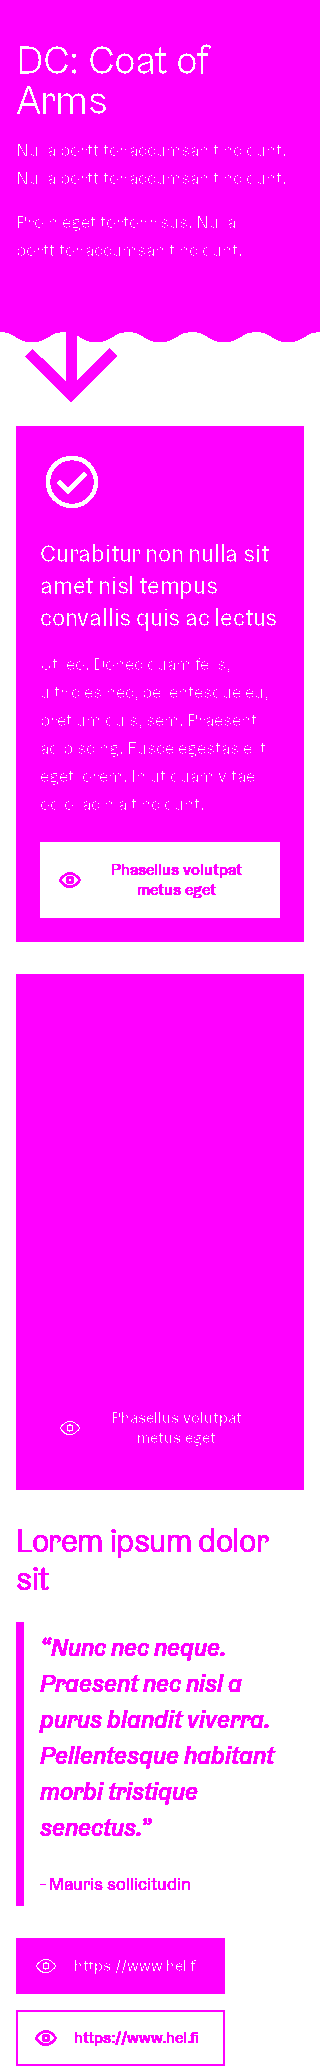 DC: Coat of
Arms
Nulla porttitor accumsan tincidunt.
Nulla porttitor accumsan tincidunt.
Proin eget tortor risus. Nulla
porttitor accumsan tincidunt.
Curabitur non nulla sit
amet nisl tempus
convallis quis ac lectus
Ut leo. Donec quam felis,
ultricies nec, pellentesque eu,
pretium quis, sem. Praesent
adipiscing. Fusce egestas elit
eget lorem. In ut quam vitae
odio lacinia tincidunt.
Phasellus volutpat
metus eget
Phasellus volutpat
metus eget
Lorem ipsum dolor
sit
“Nunc nec neque.
Praesent nec nisl a
purus blandit viverra.
Pellentesque habitant
morbi tristique
senectus.”
- Mauris sollicitudin
https://www.hel.fi
https://www.hel.fi